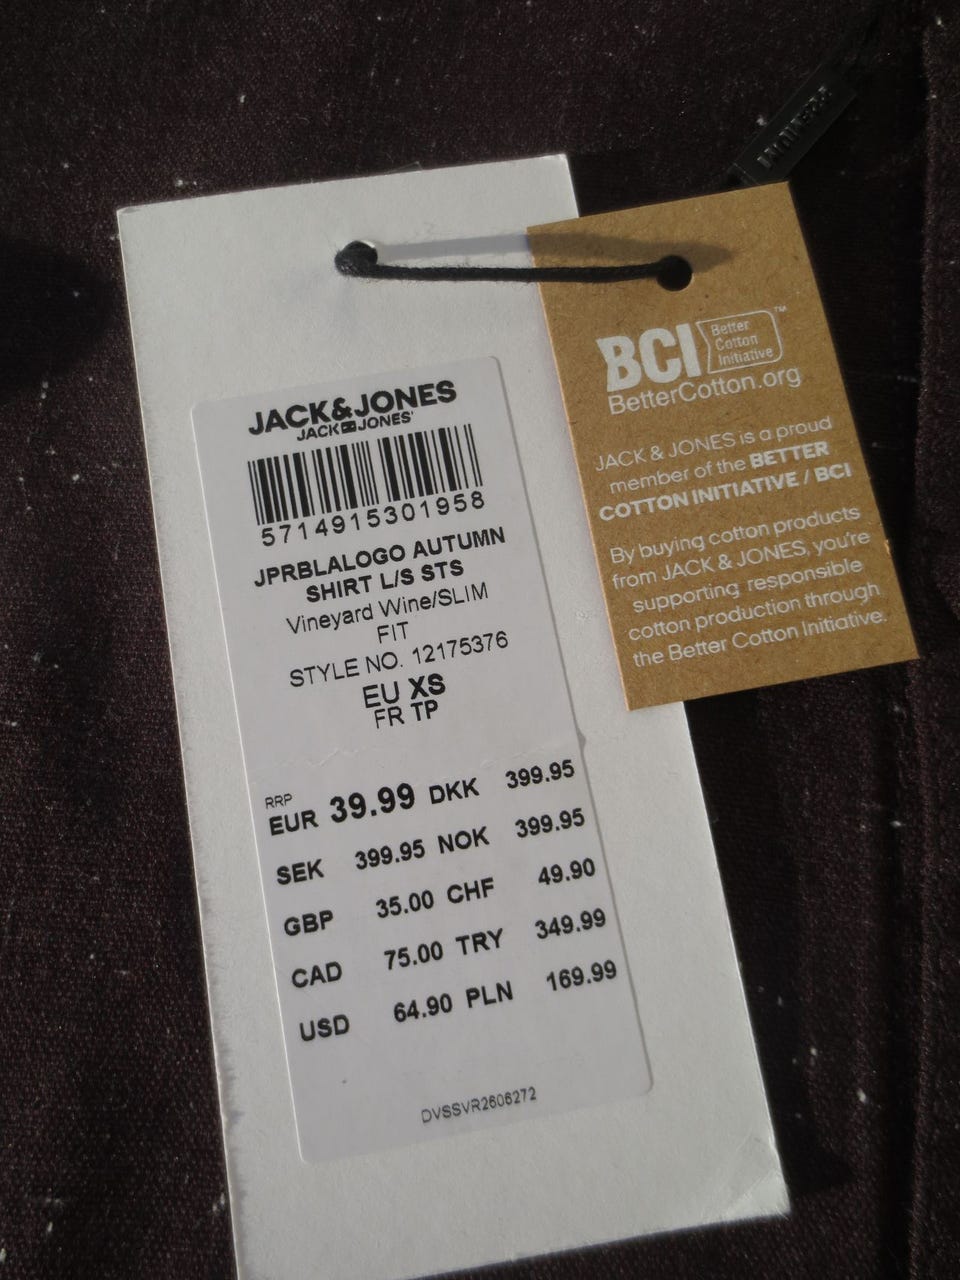 PREMIUM
JACK&JONES
JACK JONES
5714915301958
JPRBLALOGO AUTUMN
SHIRT L/S STS
Vineyard Wine/SLIM
FIT
STYLE NO. 12175376
EU XS
FR TP
RRP
EUR 39.99 DKK 399.95
SEK 399.95 NOK 399.95
GBP 35.00 CHF 49.90
CAD 75.00 TRY 349.99
USD 64.90 PLN 169.99
DVSSVR2606272
BCI Better
Cotton
Initiative™
BetterCotton.org
JACK & JONES is a proud
member of the BETTER
COTTON INITIATIVE / BCI
By buying cotton products
from JACK & JONES, you're
supporting responsible
cotton production through
the Better Cotton Initiative.